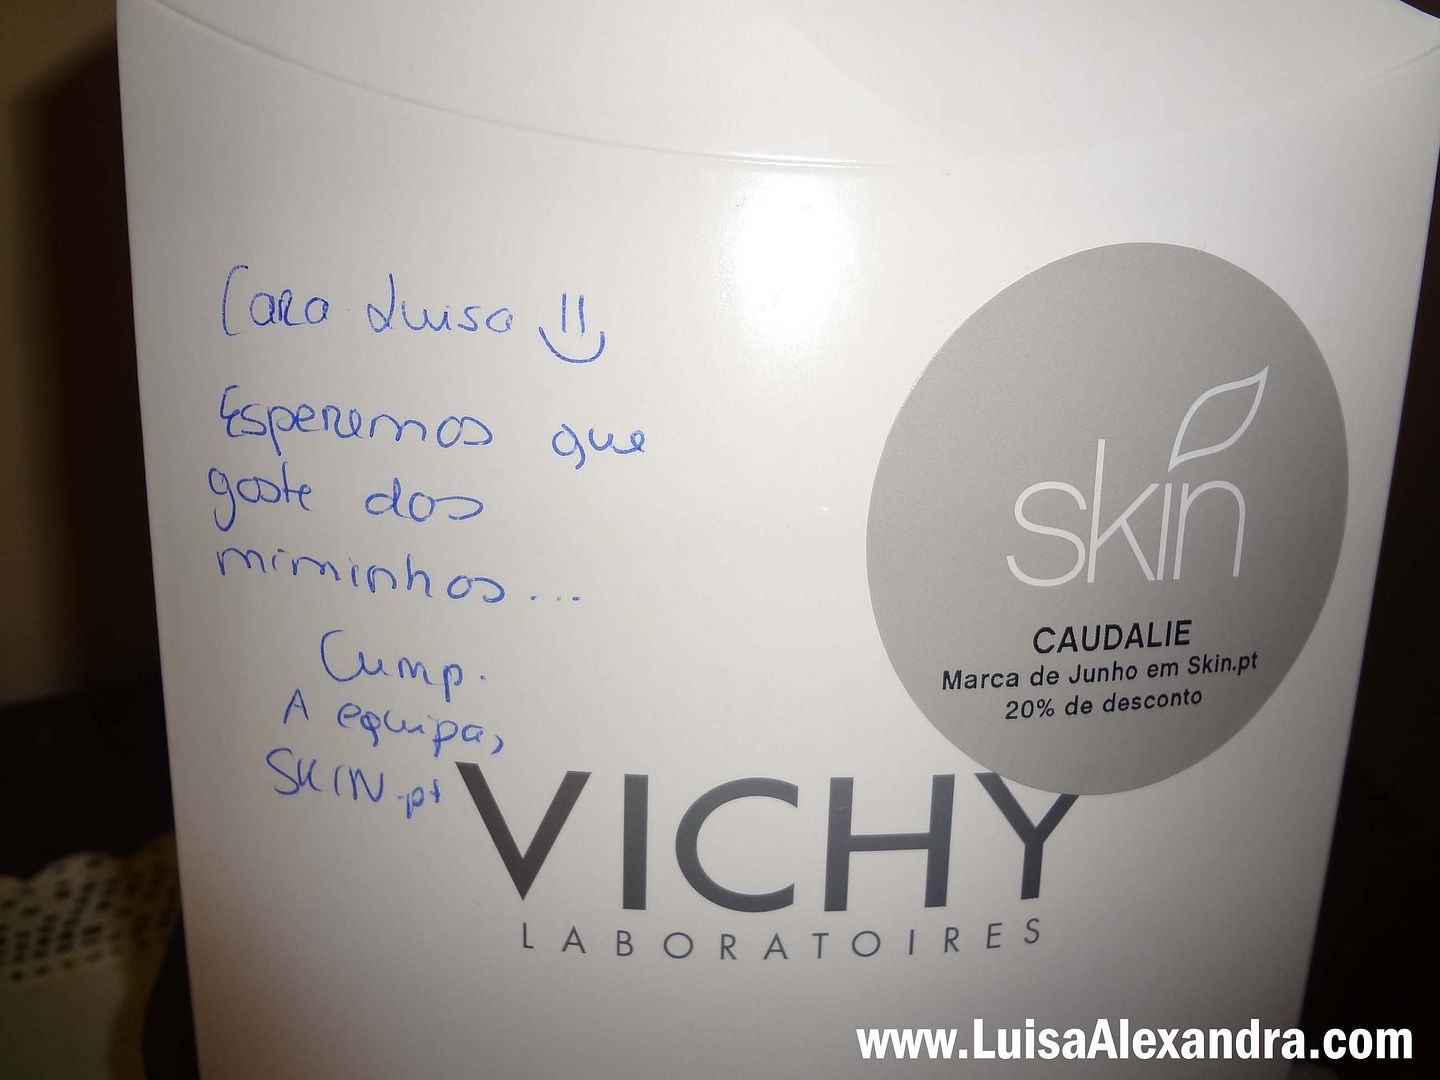 Cara Luisa
Esperemos que
goste dos
miminhos...
Cump.
A equipa,
SKIN.pt
skin
CAUDALIE
Marca de Junho em Skin.pt
20% de desconto
VICHY
LABORATOIRES
www.LuisaAlexandra.com